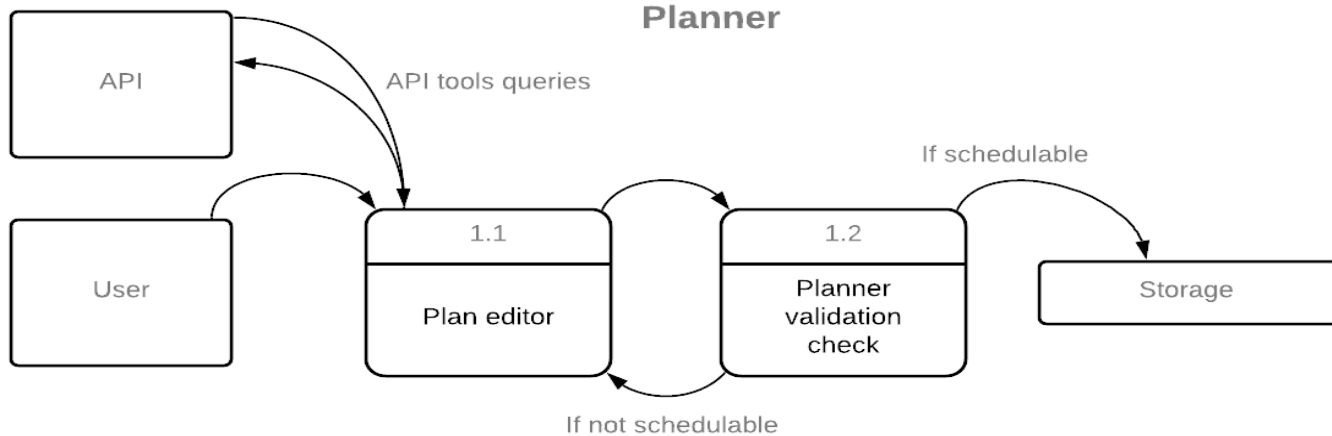 Planner
API
API tools queries
If schedulable
User
1.1
Plan editor
1.2
Planner
validation
check
Storage
If not schedulable